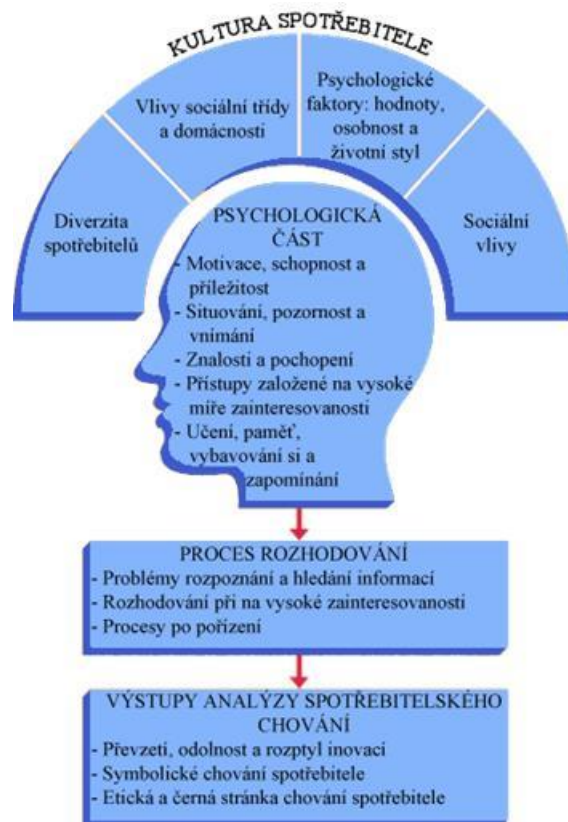 KULTURA SPOTŘEBITELE
Vlivy sociální třídy
a domácností
Psychologické
faktory: hodnoty,
osobnost a
životní styl
Diverzita
spotřebitelů
Sociální
vlivy
PSYCHOLOGICKÁ
ČÁST
- Motivace, schopnost a
příležitost
- Situování, pozornost a
vnímání
- Znalosti a pochopení
- Přístupy založené na vysoké
míře zainteresovanosti
- Učení, paměť,
vybavování si a
zapomínání
PROCES ROZHODOVÁNÍ
- Problémy rozpoznání a hledání informací
- Rozhodování při na vysoké zainteresovanosti
- Procesy po pořízení
VÝSTUPY ANALÝZY SPOTŘEBITELSKÉHO
CHOVÁNÍ
- Převzetí, odolnost a rozptyl inovací
- Symbolické chování spotřebitele
- Etická a černá stránka chování spotřebitele